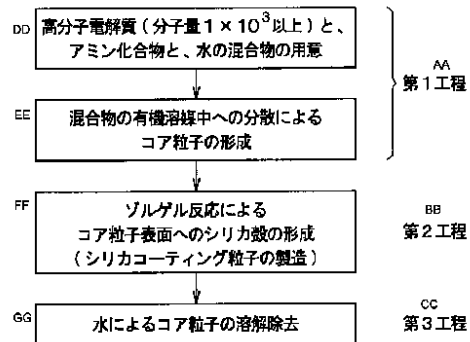 DD
高分子電解質(分子量1×10³以上)と、
アミン化合物と、水の混合物の用意
AA
第1工程
EE
混合物の有機溶媒中への分散による
コア粒子の形成
FF
ゾルゲル反応による
コア粒子表面へのシリカ殻の形成
(シリカコーティング粒子の製造)
BB
第2工程
GG
水によるコア粒子の溶解除去
CC
第3工程